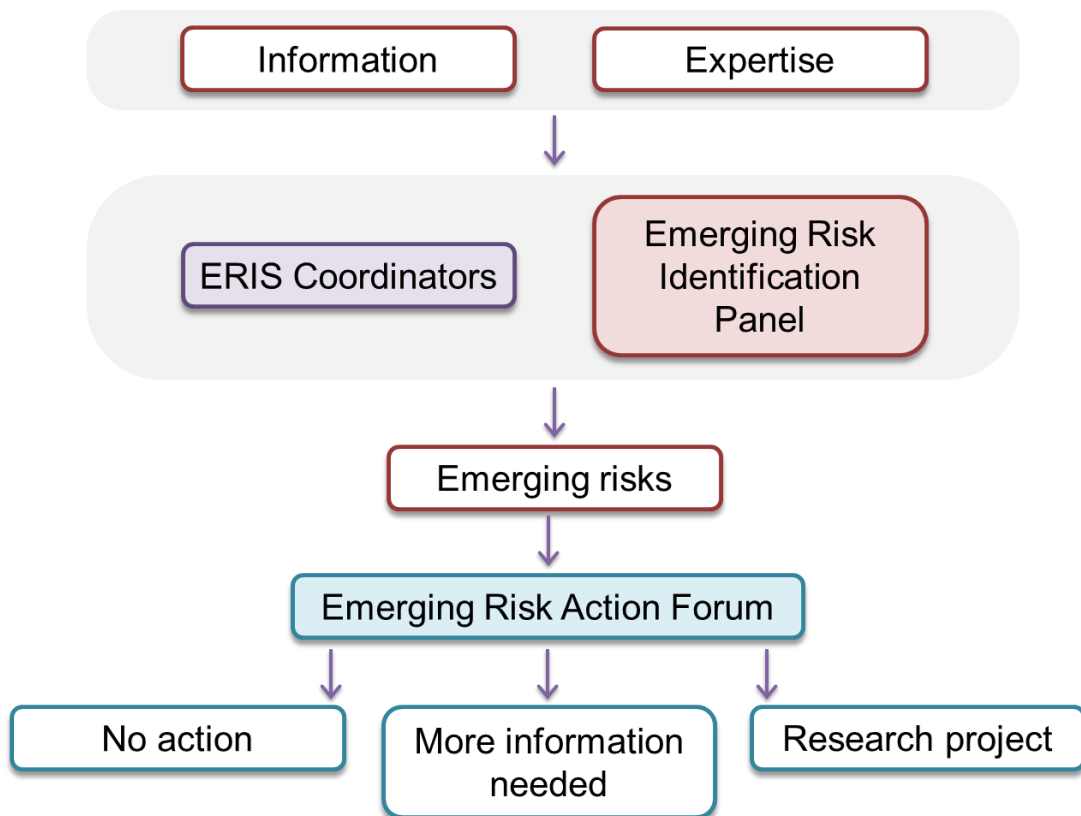 Information
Expertise
ERIS Coordinators
Emerging Risk
Identification
Panel
Emerging risks
Emerging Risk Action Forum
No action
More information
needed
Research project